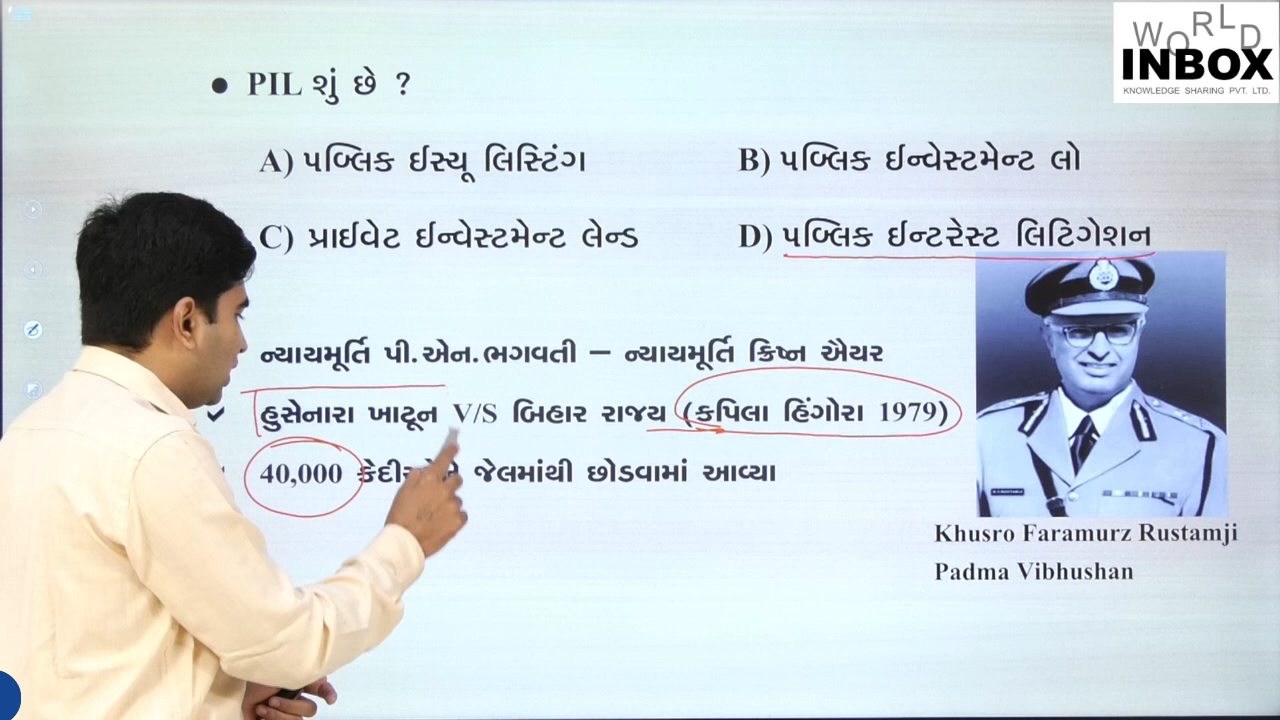 WORLD
INBOX
KNOWLEDGE SHARING PVT. LTD.
• PIL શું છે ?
A) પબ્લિક ઈસ્યૂ લિસ્ટિંગ
B) પબ્લિક ઈન્વેસ્ટમેન્ટ લો
C) પ્રાઈવેટ ઈન્વેસ્ટમેન્ટ લેન્ડ
D) પબ્લિક ઈન્ટરેસ્ટ લિટિગેશન
ન્યાયમૂર્તિ પી.એન.ભગવતી – ન્યાયમૂર્તિ ક્રિષ્ન ઐયર
હુસેનારા ખાટૂન V/S બિહાર રાજય (કપિલા હિંગોરા 1979)
40,000 જેલમાંથી છોડવામાં આવ્યા
Khusro Faramurz Rustamji
Padma Vibhushan